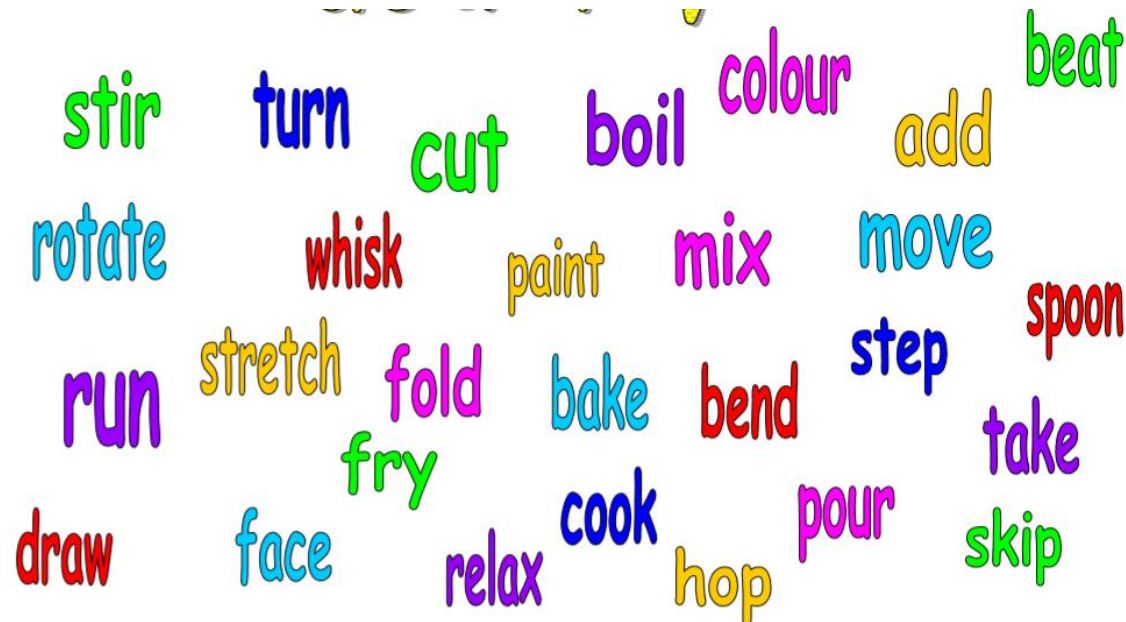 beat
colour
stir
turn
boil
add
cut
rotate
whisk
paint
mix
move
spoon
stretch
step
run
fold
bake
bend
take
fry
cook
pour
draw
face
relax
hop
skip